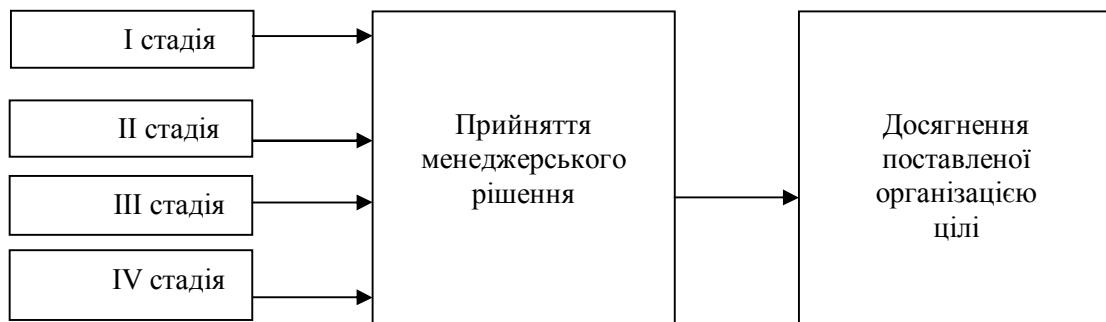 І стадія
ІІ стадія
ІІІ стадія
IV стадія
Прийняття
менеджерського
рішення
Досягнення
поставленої
організацією
цілі